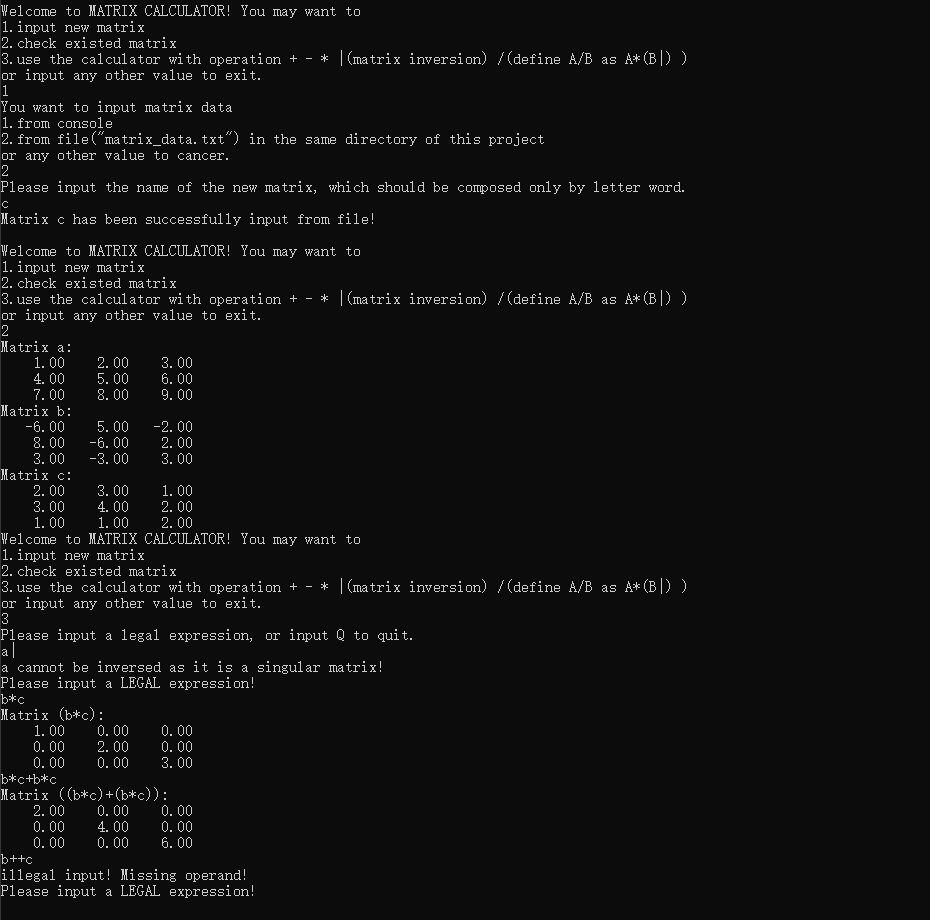 Welcome to MATRIX CALCULATOR! You may want to
1.input new matrix
2.check existed matrix
3.use the calculator with operation + - * |(matrix inversion) /(define A/B as A*(B|) )
or input any other value to exit.
1
You want to input matrix data
1.from console
2.from file("matrix_data.txt") in the same directory of this project
or any other value to cancer.
2
Please input the name of the new matrix, which should be composed only by letter word.
c
Matrix c has been successfully input from file!

Welcome to MATRIX CALCULATOR! You may want to
1.input new matrix
2.check existed matrix
3.use the calculator with operation + - * |(matrix inversion) /(define A/B as A*(B|) )
or input any other value to exit.
2
Matrix a:
    1.00    2.00    3.00
    4.00    5.00    6.00
    7.00    8.00    9.00
Matrix b:
   -6.00    5.00   -2.00
    8.00   -6.00    2.00
    3.00   -3.00    3.00
Matrix c:
    2.00    3.00    1.00
    3.00    4.00    2.00
    1.00    1.00    2.00
Welcome to MATRIX CALCULATOR! You may want to
1.input new matrix
2.check existed matrix
3.use the calculator with operation + - * |(matrix inversion) /(define A/B as A*(B|) )
or input any other value to exit.
3
Please input a legal expression, or input Q to quit.
a|
a cannot be inversed as it is a singular matrix!
Please input a LEGAL expression!
b*c
Matrix (b*c):
    1.00    0.00    0.00
    0.00    2.00    0.00
    0.00    0.00    3.00
b*c+b*c
Matrix ((b*c)+(b*c)):
    2.00    0.00    0.00
    0.00    4.00    0.00
    0.00    0.00    6.00
b++c
illegal input! Missing operand!
Please input a LEGAL expression!